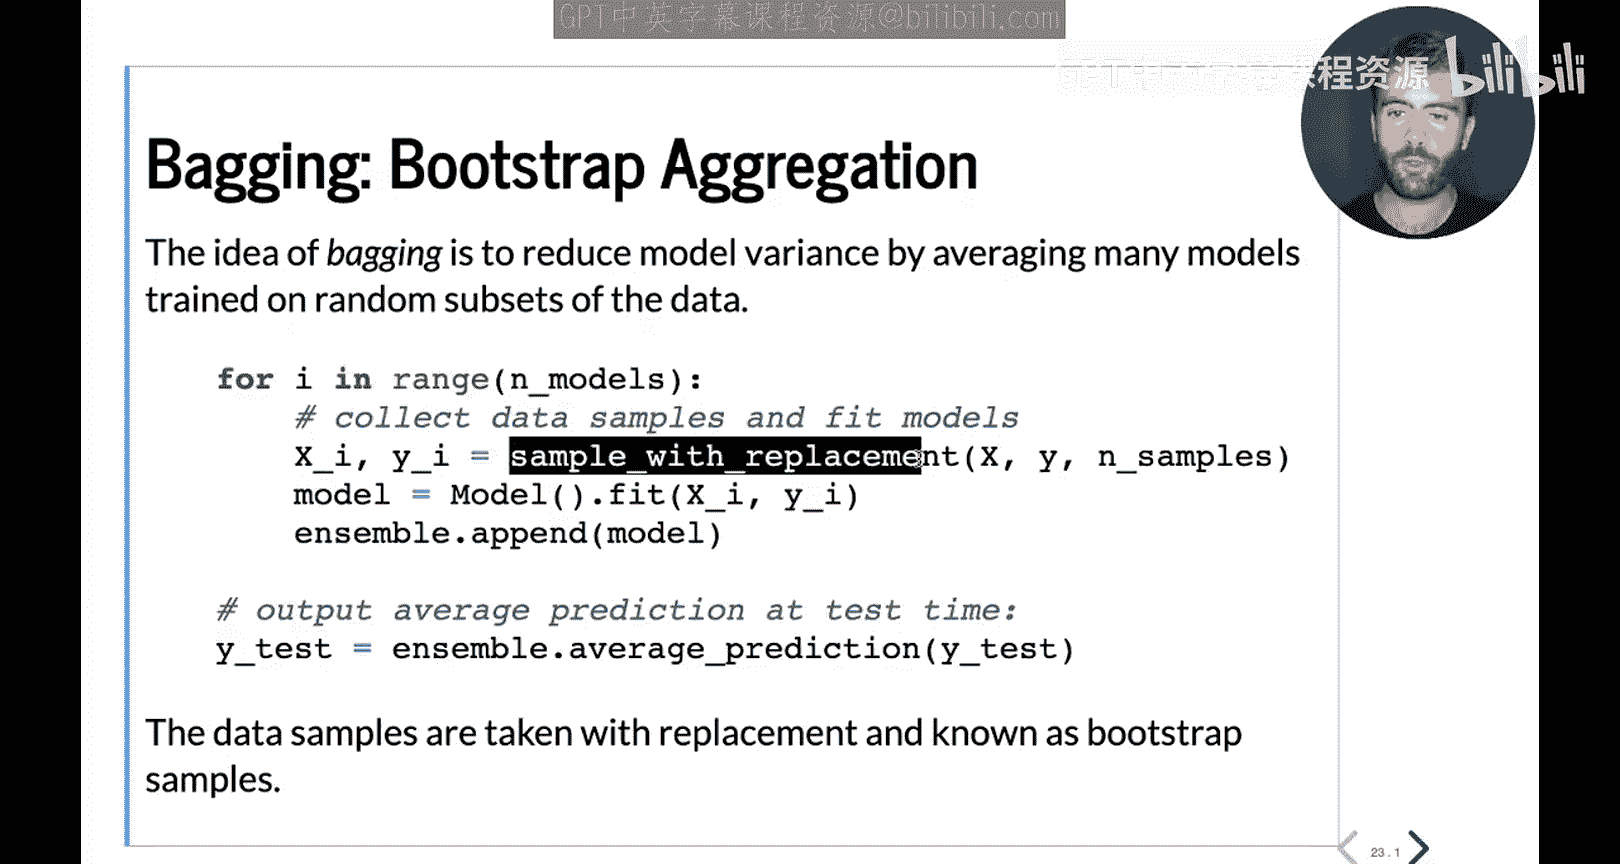 GPT中英字幕课程资源@bilibili.com
课程资源 bilibili
Bagging: Bootstrap Aggregation
The idea of bagging is to reduce model variance by averaging many models
trained on random subsets of the data.
for i in range(n_models):
# collect data samples and fit models
X_i, y_i = sample_with_replacement(X, y, n_samples)
model = Model().fit(X_i, y_i)
ensemble.append(model)
# output average prediction at test time:
y_test = ensemble.average_prediction(y_test)
The data samples are taken with replacement and known as bootstrap
samples.
23.1